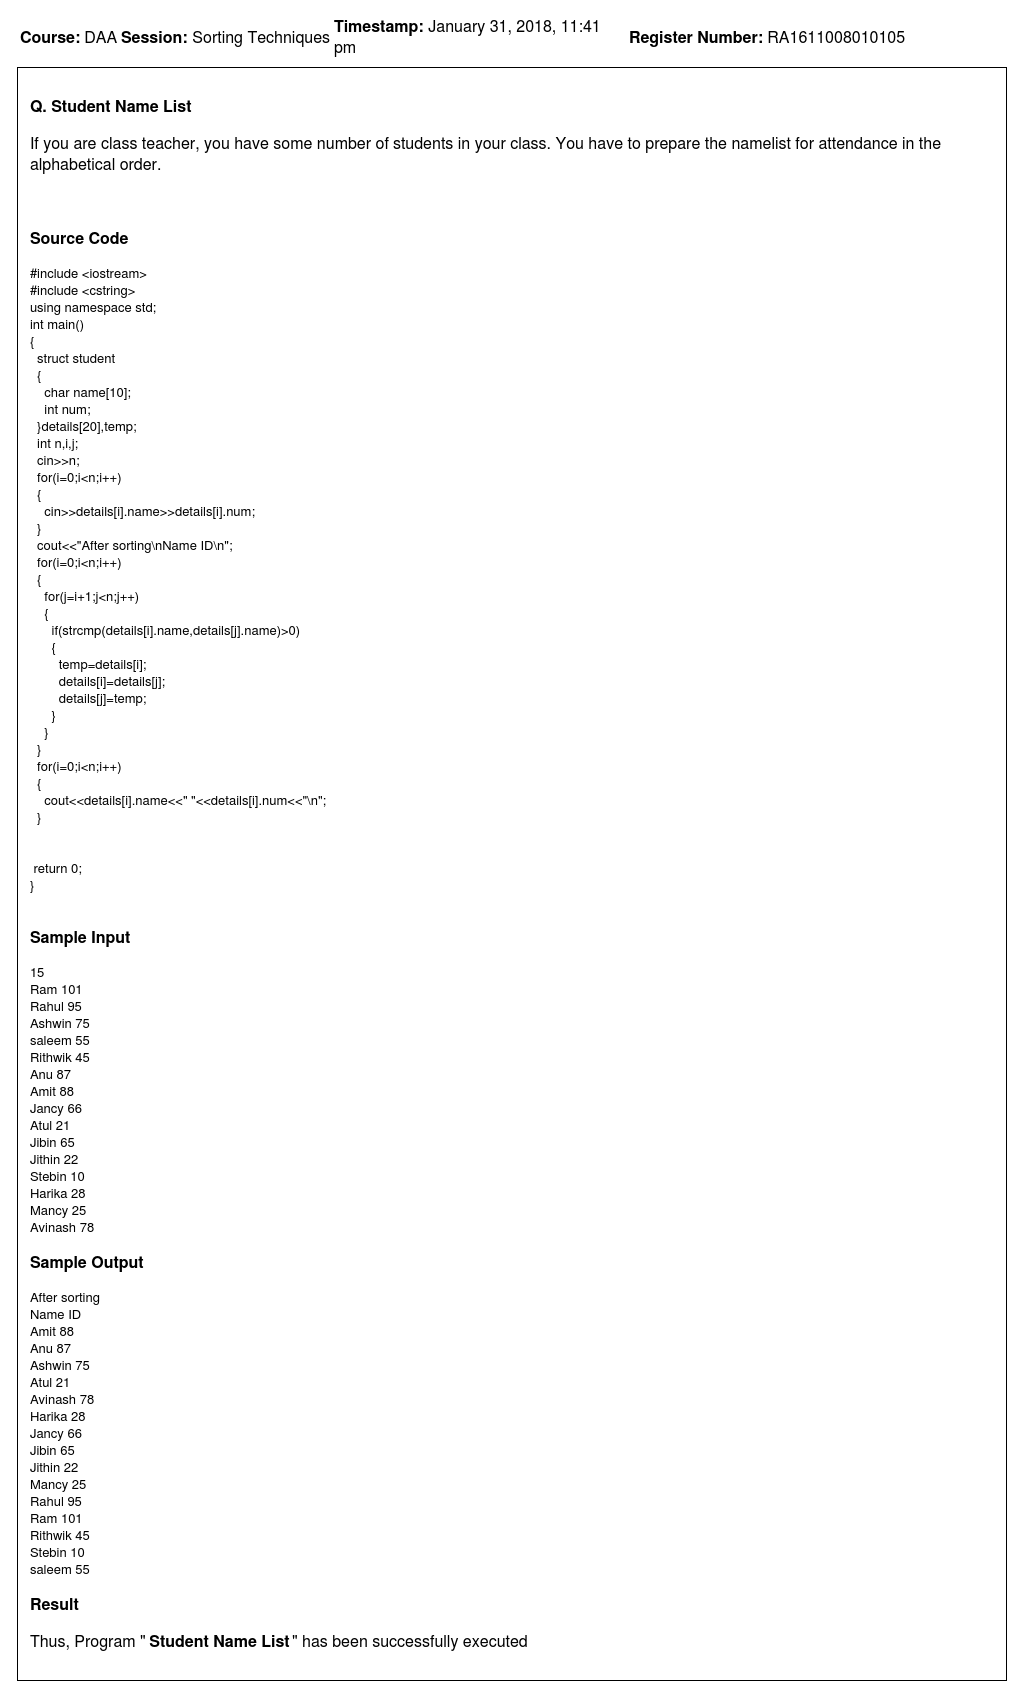 Course: DAA Session: Sorting Techniques Timestamp: January 31, 2018, 11:41 pm Register Number: RA1611008010105
Q. Student Name List
If you are class teacher, you have some number of students in your class. You have to prepare the namelist for attendance in the
alphabetical order.
Source Code
#include <iostream>
#include <cstring>
using namespace std;
int main()
{
  struct student
  {
    char name[10];
    int num;
  }details[20],temp;
  int n,i,j;
  cin>>n;
  for(i=0;i<n;i++)
  {
    cin>>details[i].name>>details[i].num;
  }
  cout<<"After sorting\nName ID\n";
  for(i=0;i<n;i++)
  {
    for(j=i+1;j<n;j++)
    {
      if(strcmp(details[i].name,details[j].name)>0)
      {
        temp=details[i];
        details[i]=details[j];
        details[j]=temp;
      }
    }
  }
  for(i=0;i<n;i++)
  {
    cout<<details[i].name<<" "<<details[i].num<<"\n";
  }
 return 0;
}
Sample Input
15
Ram 101
Rahul 95
Ashwin 75
saleem 55
Rithwik 45
Anu 87
Amit 88
Jancy 66
Atul 21
Jibin 65
Jithin 22
Stebin 10
Harika 28
Mancy 25
Avinash 78
Sample Output
After sorting
Name ID
Amit 88
Anu 87
Ashwin 75
Atul 21
Avinash 78
Harika 28
Jancy 66
Jibin 65
Jithin 22
Mancy 25
Rahul 95
Ram 101
Rithwik 45
Stebin 10
saleem 55
Result
Thus, Program " Student Name List " has been successfully executed